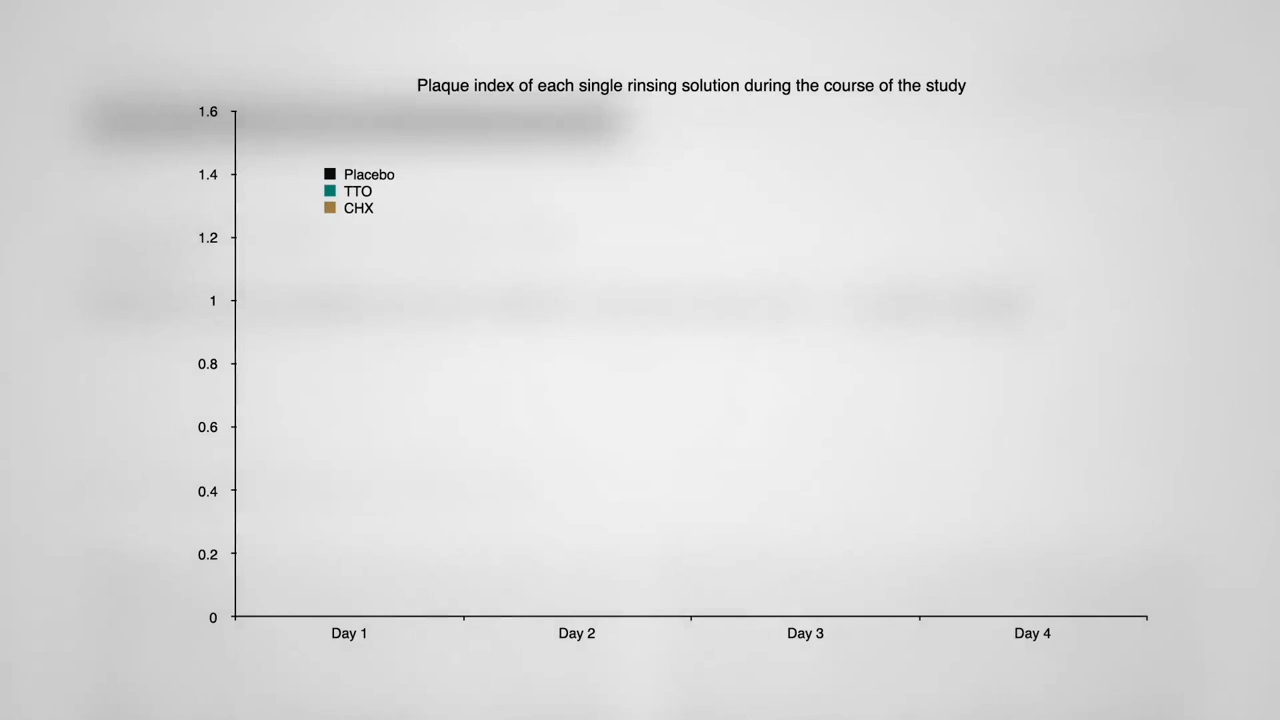 Plaque index of each single rinsing solution during the course of the study
1.6
1.4
1.2
1
0.8
0.6
0.4
0.2
0
Placebo
TTO
CHX
Day 1 Day 2 Day 3 Day 4